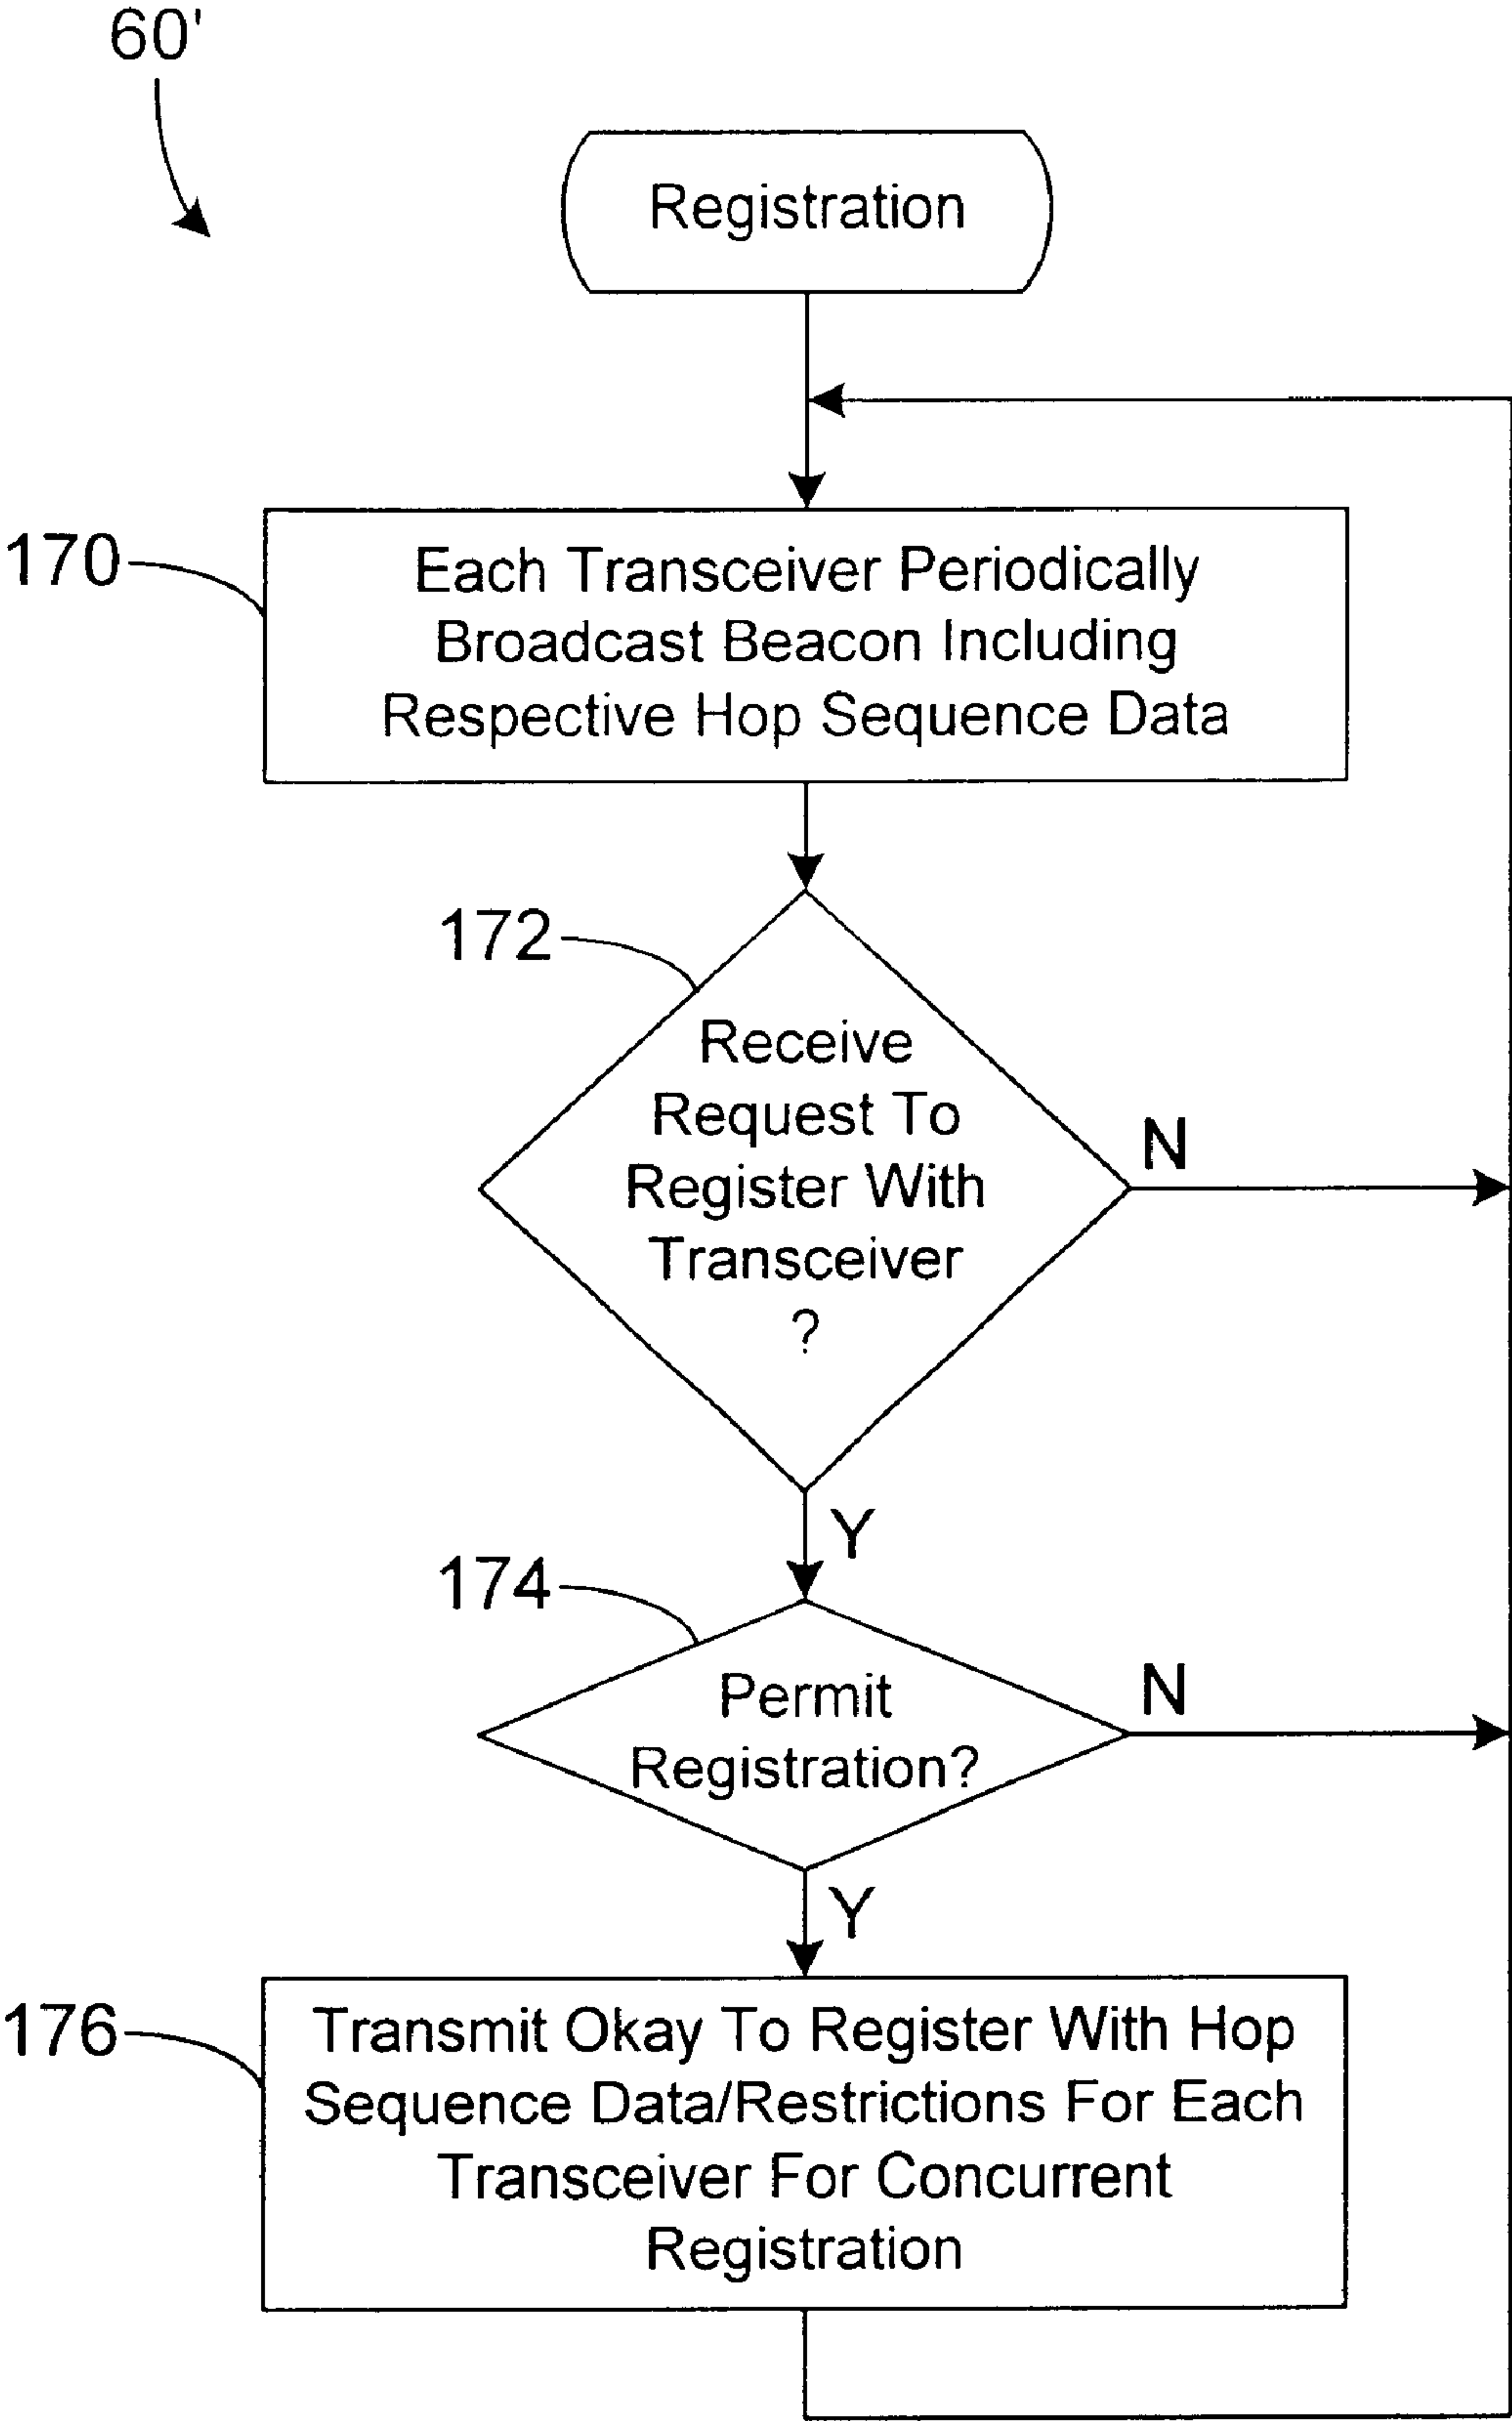 60'
Registration
170
Each Transceiver Periodically
Broadcast Beacon Including
Respective Hop Sequence Data
172
Receive
Request To
Register With
Transceiver
?
N
Y
174
Permit
Registration?
N
Y
176
Transmit Okay To Register With Hop
Sequence Data/Restrictions For Each
Transceiver For Concurrent
Registration